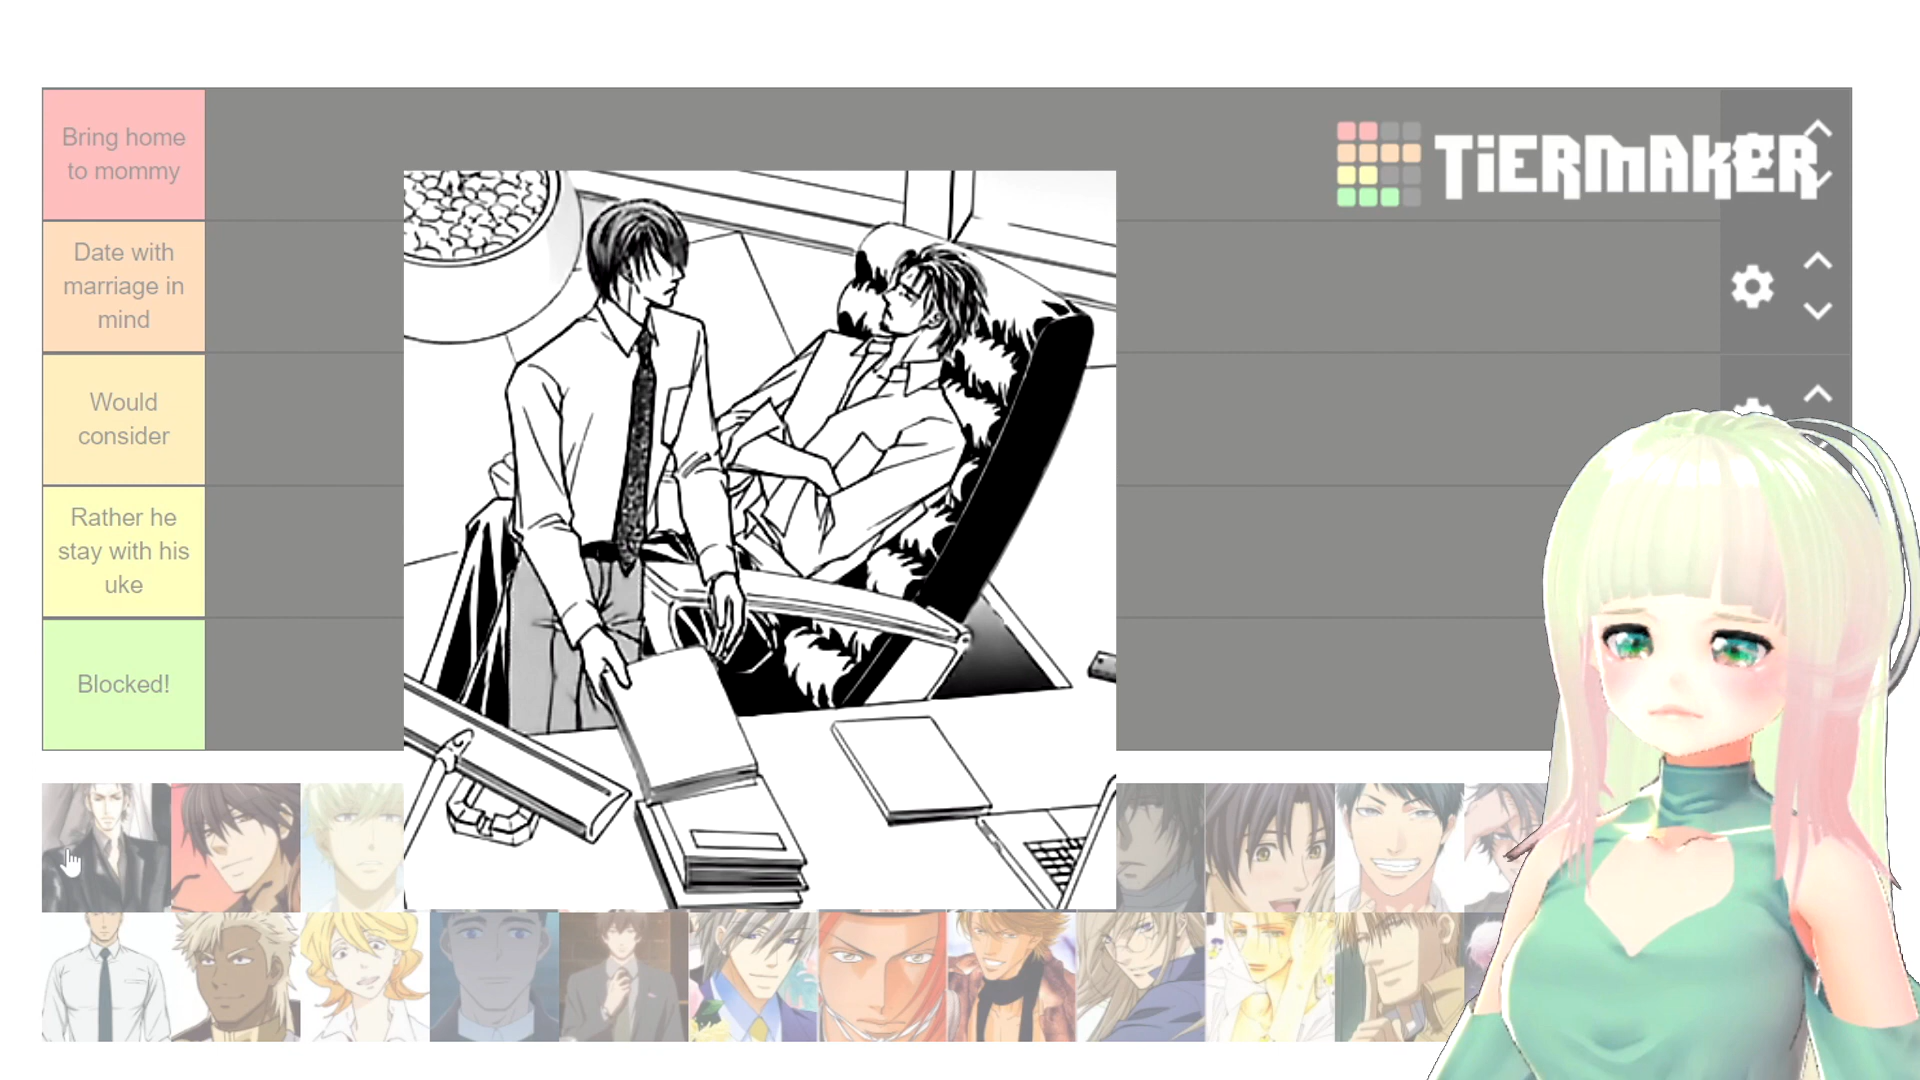 Bring home
to mommy
TiERMAKER
Date with
marriage in
mind
Would
consider
Rather he
stay with his
uke
Blocked!